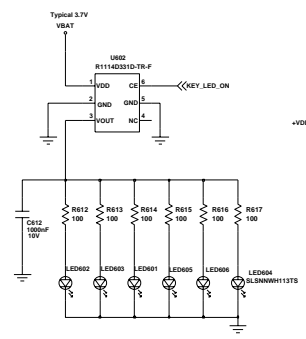 Typical 3.7V
VBAT
U602
R1114D331D-TR-F
1 VDD CE 6 KEY_LED_ON
2 GND GND 5
3 VOUT NC 4
+VD
R612 R613 R614 R615 R616 R617
100 100 100 100 100 100
C612
1000nF
10V
LED602 LED603 LED601 LED605 LED606 LED604
SLSNNWH113TS